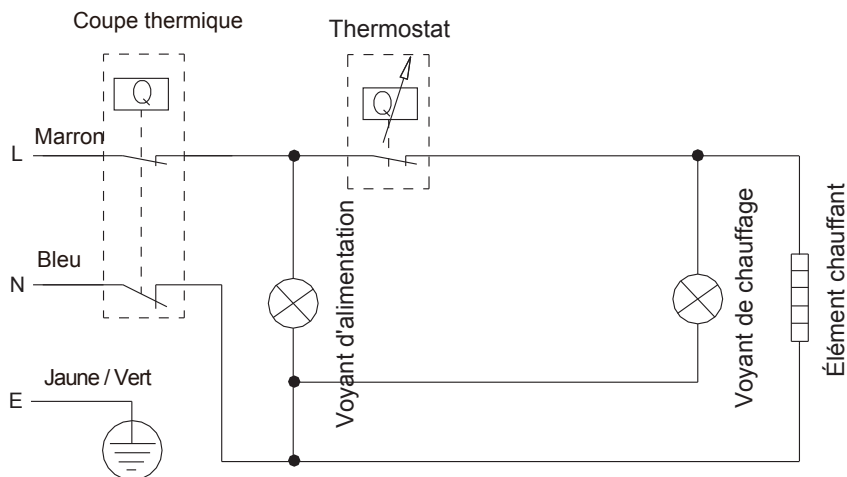 Coupe thermique
Thermostat
Q
Q
Marron
L
Bleu
N
Jaune / Vert
E
Voyant d'alimentation
Voyant de chauffage
Élément chauffant